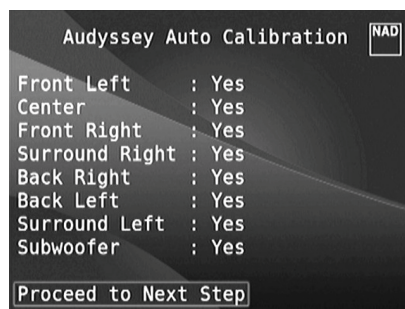 Audyssey Auto Calibration
NAD
Front Left : Yes
Center : Yes
Front Right : Yes
Surround Right : Yes
Back Right : Yes
Back Left : Yes
Surround Left : Yes
Subwoofer : Yes
Proceed to Next Step